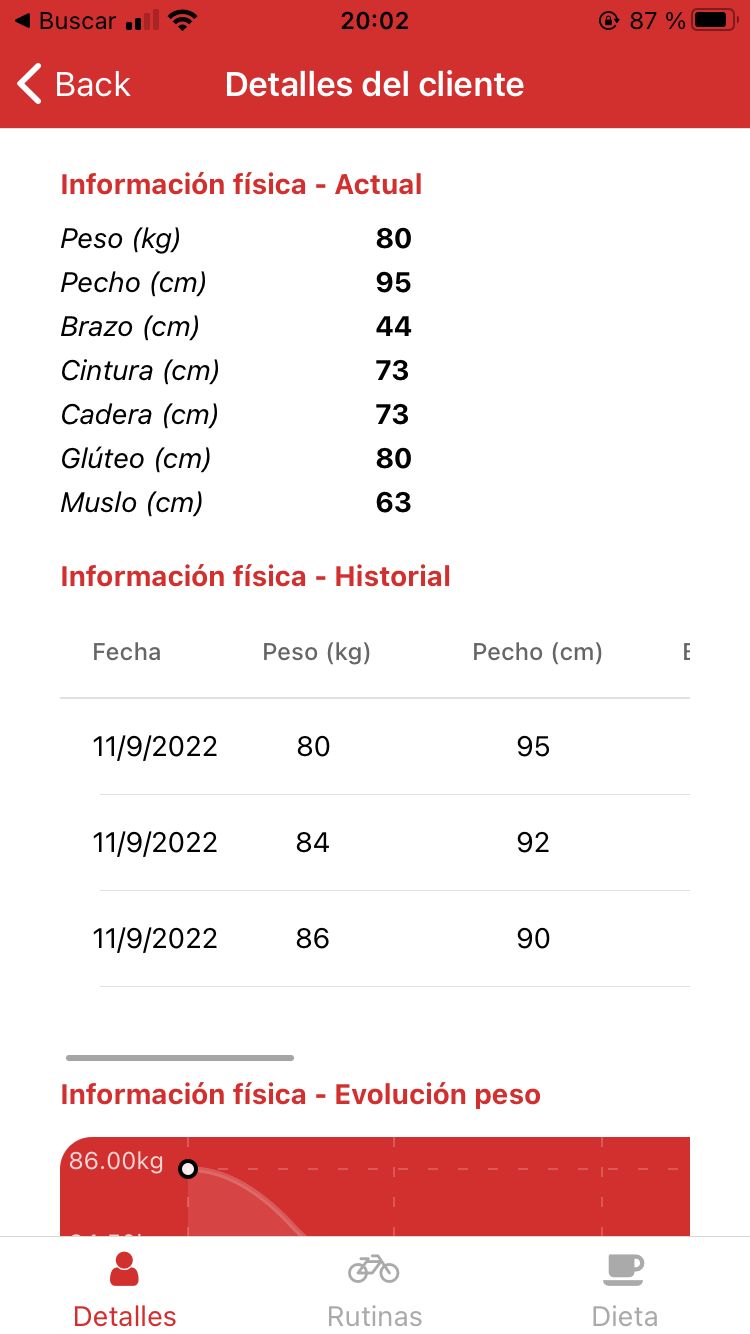 Buscar 20:02 87 %
Back Detalles del cliente
Información física - Actual
Peso (kg) 80
Pecho (cm) 95
Brazo (cm) 44
Cintura (cm) 73
Cadera (cm) 73
Glúteo (cm) 80
Muslo (cm) 63
Información física - Historial
Fecha Peso (kg) Pecho (cm)
11/9/2022 80 95
11/9/2022 84 92
11/9/2022 86 90
Información física - Evolución peso
86.00kg
Detalles Rutinas Dieta